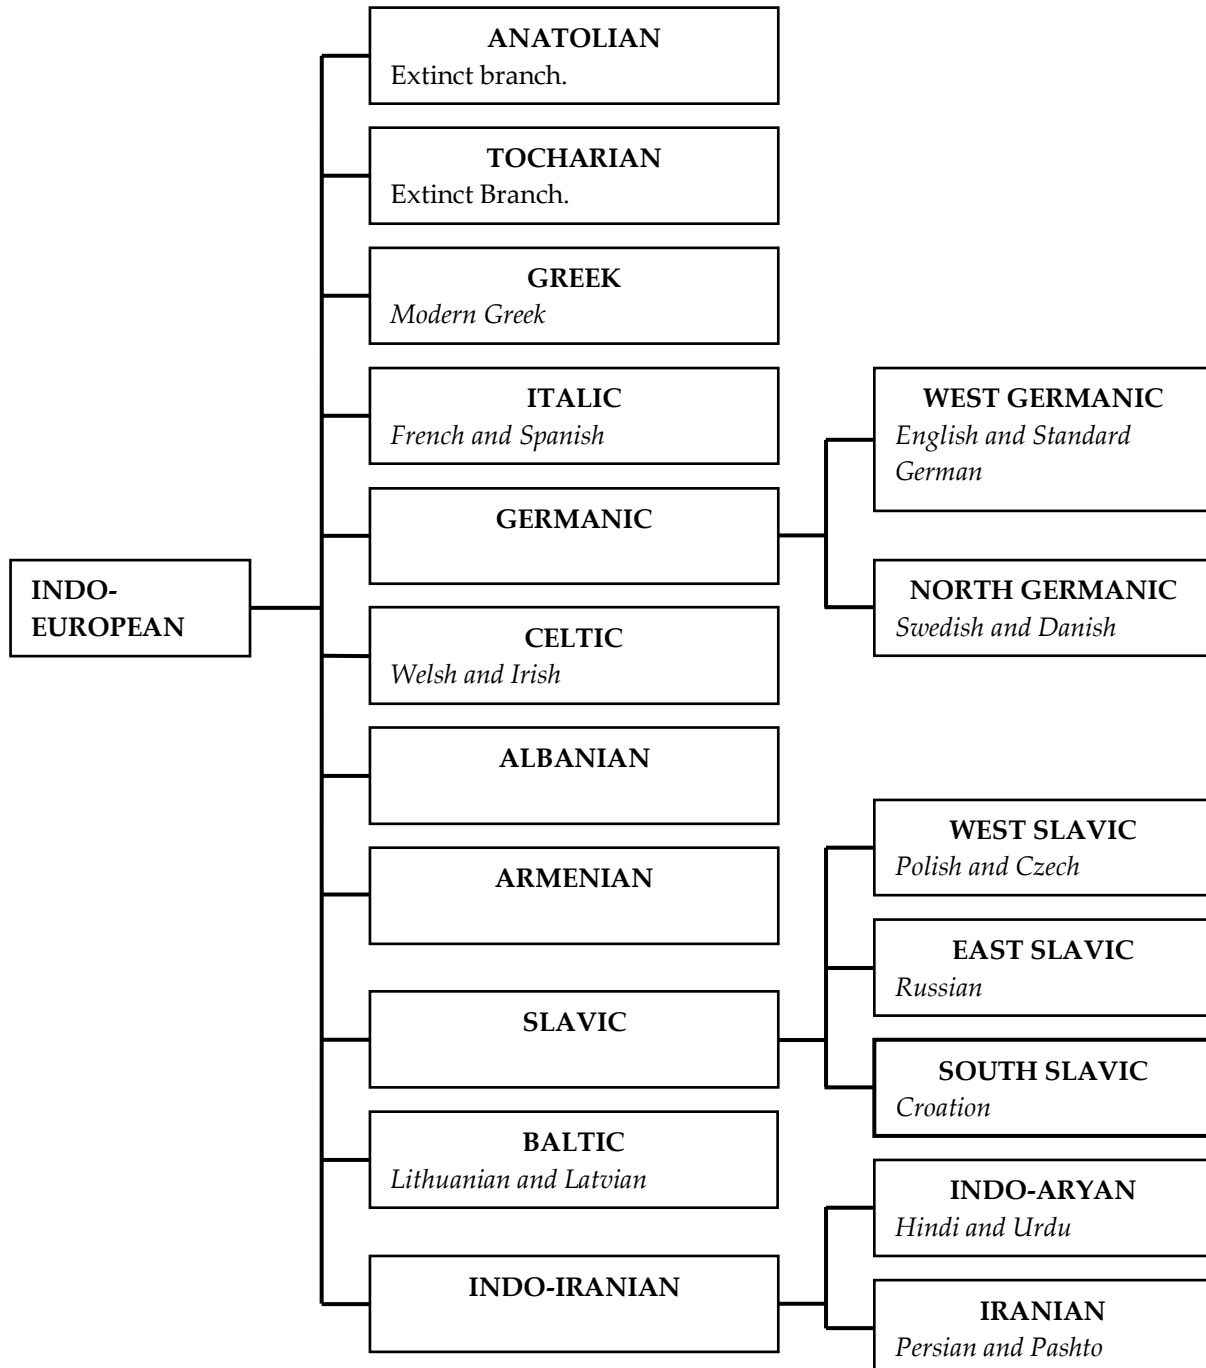 ANATOLIAN
Extinct branch.
TOCHARIAN
Extinct Branch.
GREEK
Modern Greek
ITALIC
French and Spanish
GERMANIC
WEST GERMANIC
English and Standard
German
NORTH GERMANIC
Swedish and Danish
INDO-
EUROPEAN
CELTIC
Welsh and Irish
ALBANIAN
ARMENIAN
SLAVIC
WEST SLAVIC
Polish and Czech
EAST SLAVIC
Russian
SOUTH SLAVIC
Croation
BALTIC
Lithuanian and Latvian
INDO-IRANIAN
INDO-ARYAN
Hindi and Urdu
IRANIAN
Persian and Pashto